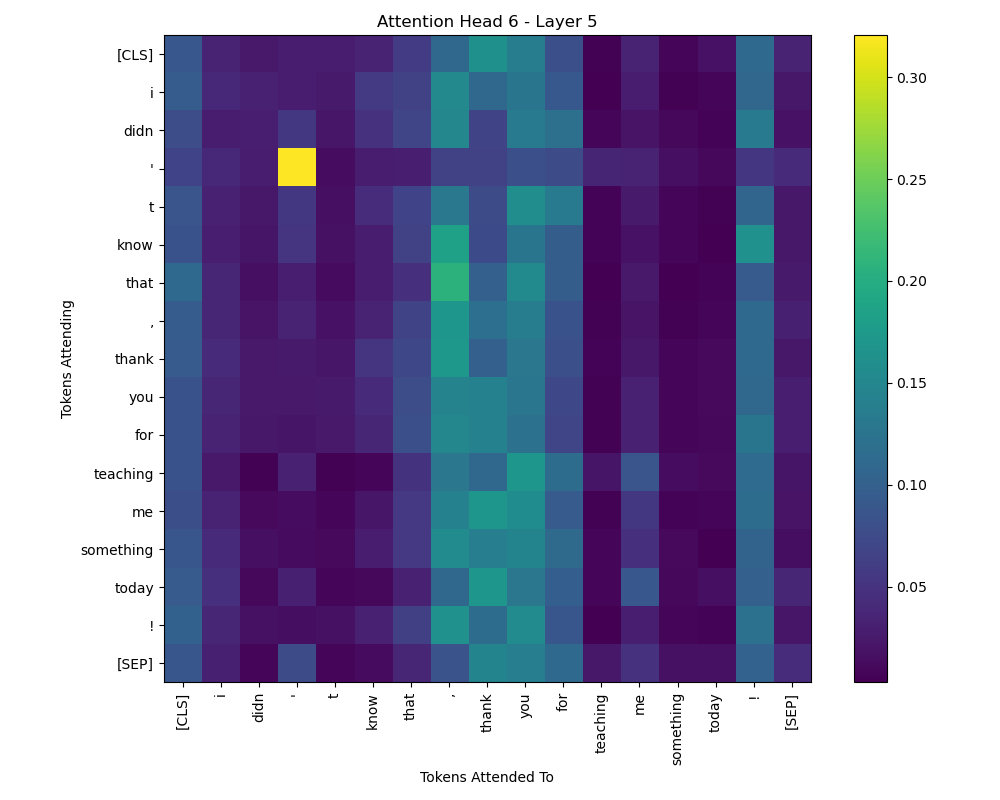 Attention Head 6 - Layer 5
[CLS]
i
didn
'
t
know
that
,
thank
you
for
teaching
me
something
today
!
[SEP]
Tokens Attending
[CLS]
i
didn
'
t
know
that
,
thank
you
for
teaching
me
something
today
!
[SEP]
Tokens Attended To
0.30
0.25
0.20
0.15
0.10
0.05